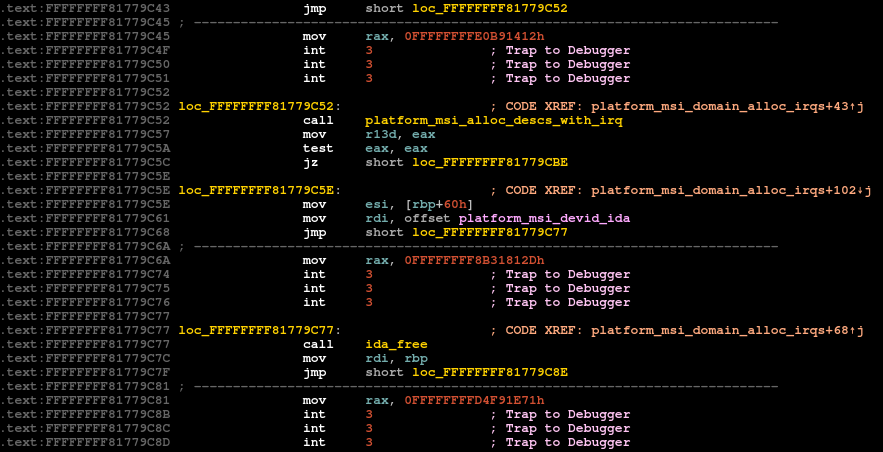 .text:FFFFFFFF81779C43 jmp short loc_FFFFFFFF81779C52
.text:FFFFFFFF81779C45 ; ---------------------------------------------------------------------------
.text:FFFFFFFF81779C45 mov rax, 0FFFFFFFFE0B91412h
.text:FFFFFFFF81779C4F int 3 ; Trap to Debugger
.text:FFFFFFFF81779C50 int 3 ; Trap to Debugger
.text:FFFFFFFF81779C51 int 3 ; Trap to Debugger
.text:FFFFFFFF81779C52
.text:FFFFFFFF81779C52 loc_FFFFFFFF81779C52: ; CODE XREF: platform_msi_domain_alloc_irqs+43↑j
.text:FFFFFFFF81779C52 call platform_msi_alloc_descs_with_irq
.text:FFFFFFFF81779C57 mov r13d, eax
.text:FFFFFFFF81779C5A test eax, eax
.text:FFFFFFFF81779C5C jz short loc_FFFFFFFF81779CBE
.text:FFFFFFFF81779C5E
.text:FFFFFFFF81779C5E loc_FFFFFFFF81779C5E: ; CODE XREF: platform_msi_domain_alloc_irqs+102↓j
.text:FFFFFFFF81779C5E mov esi, [rbp+60h]
.text:FFFFFFFF81779C61 mov rdi, offset platform_msi_devid_ida
.text:FFFFFFFF81779C68 jmp short loc_FFFFFFFF81779C77
.text:FFFFFFFF81779C6A ; ---------------------------------------------------------------------------
.text:FFFFFFFF81779C6A mov rax, 0FFFFFFFF8B31812Dh
.text:FFFFFFFF81779C74 int 3 ; Trap to Debugger
.text:FFFFFFFF81779C75 int 3 ; Trap to Debugger
.text:FFFFFFFF81779C76 int 3 ; Trap to Debugger
.text:FFFFFFFF81779C77
.text:FFFFFFFF81779C77 loc_FFFFFFFF81779C77: ; CODE XREF: platform_msi_domain_alloc_irqs+68↑j
.text:FFFFFFFF81779C77 call ida_free
.text:FFFFFFFF81779C7C mov rdi, rbp
.text:FFFFFFFF81779C7F jmp short loc_FFFFFFFF81779C8E
.text:FFFFFFFF81779C81 ; ---------------------------------------------------------------------------
.text:FFFFFFFF81779C81 mov rax, 0FFFFFFFFD4F91E71h
.text:FFFFFFFF81779C8B int 3 ; Trap to Debugger
.text:FFFFFFFF81779C8C int 3 ; Trap to Debugger
.text:FFFFFFFF81779C8D int 3 ; Trap to Debugger